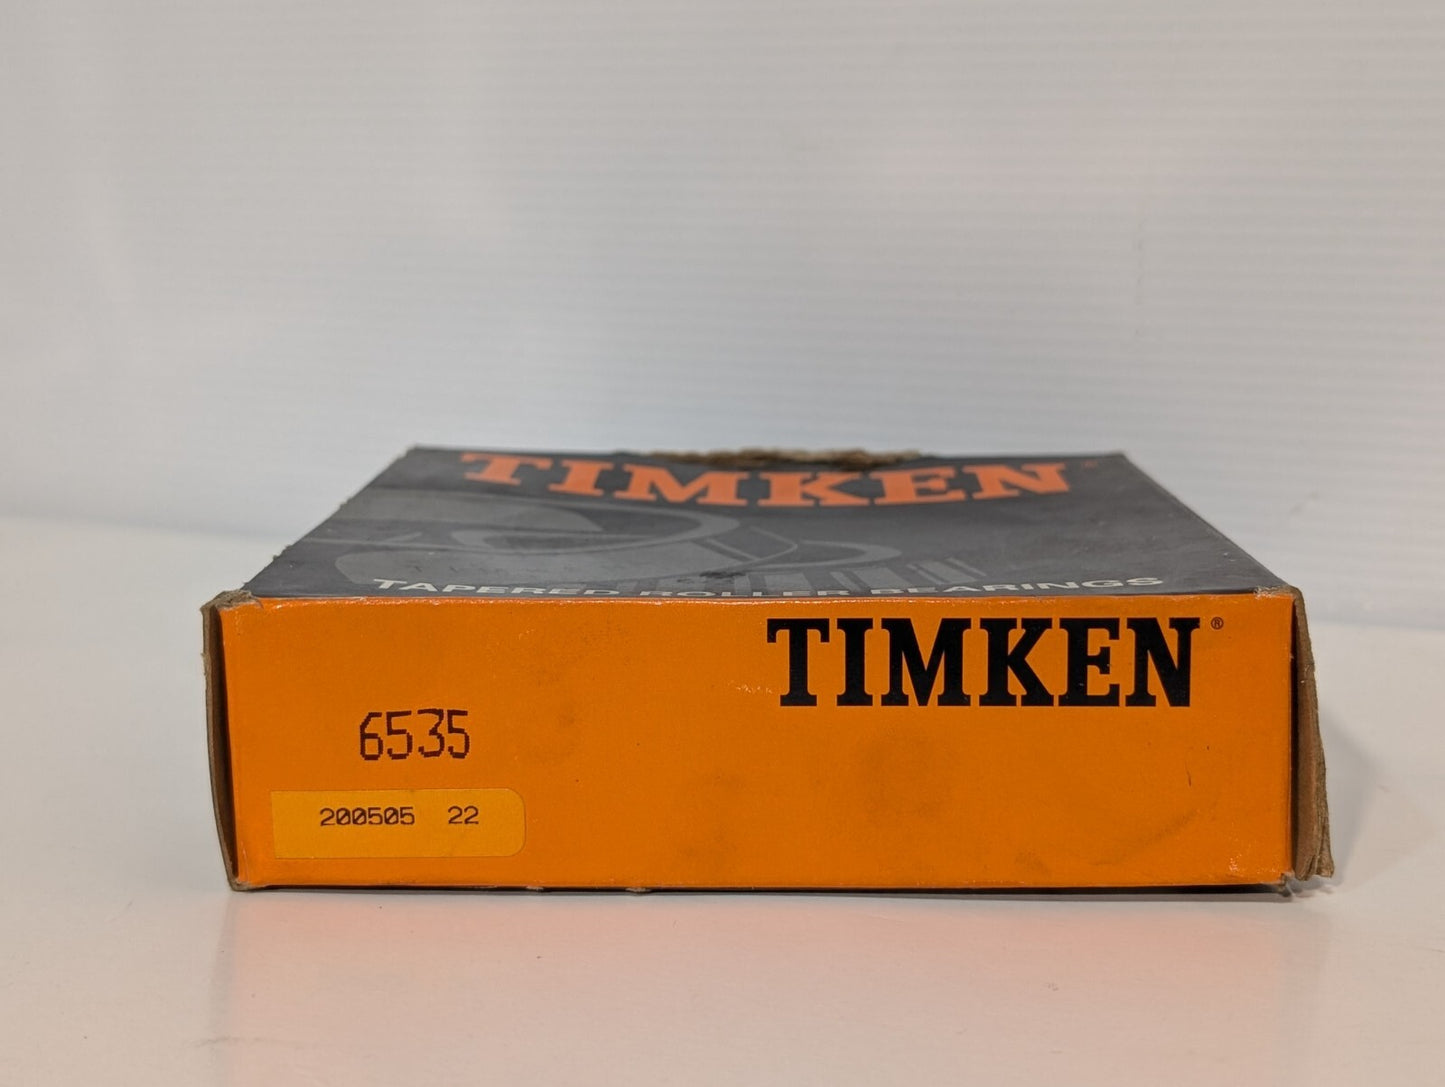 TIMKEN®
TAPERED ROLLER BEARINGS
TIMKEN®
6535
200505 22